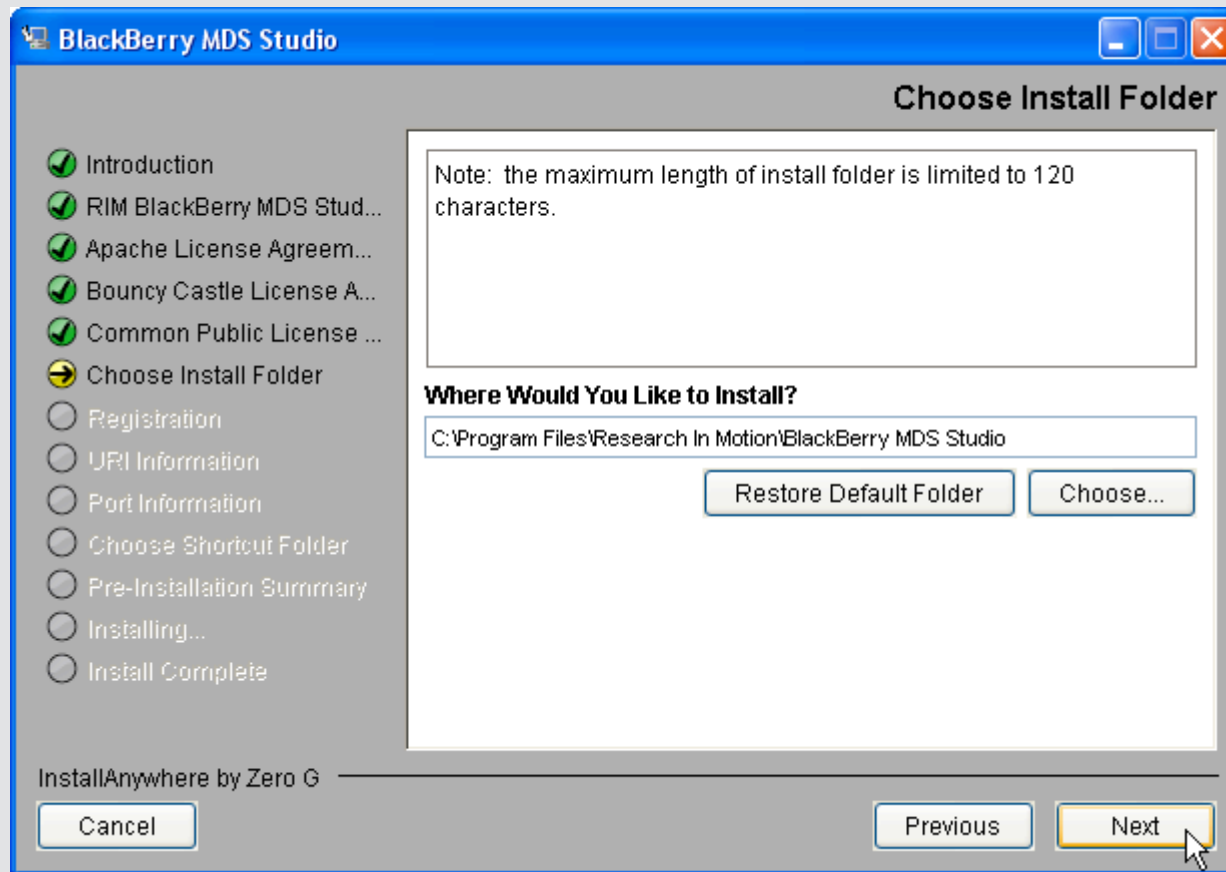 BlackBerry MDS Studio
Choose Install Folder
Introduction
RIM BlackBerry MDS Stud...
Apache License Agreem...
Bouncy Castle License A...
Common Public License ...
Choose Install Folder
Registration
URI Information
Port Information
Choose Shortcut Folder
Pre-Installation Summary
Installing...
Install Complete
Note:  the maximum length of install folder is limited to 120
characters.
Where Would You Like to Install?
C:\Program Files\Research In Motion\BlackBerry MDS Studio
Restore Default Folder
Choose...
InstallAnywhere by Zero G
Cancel
Previous
Next